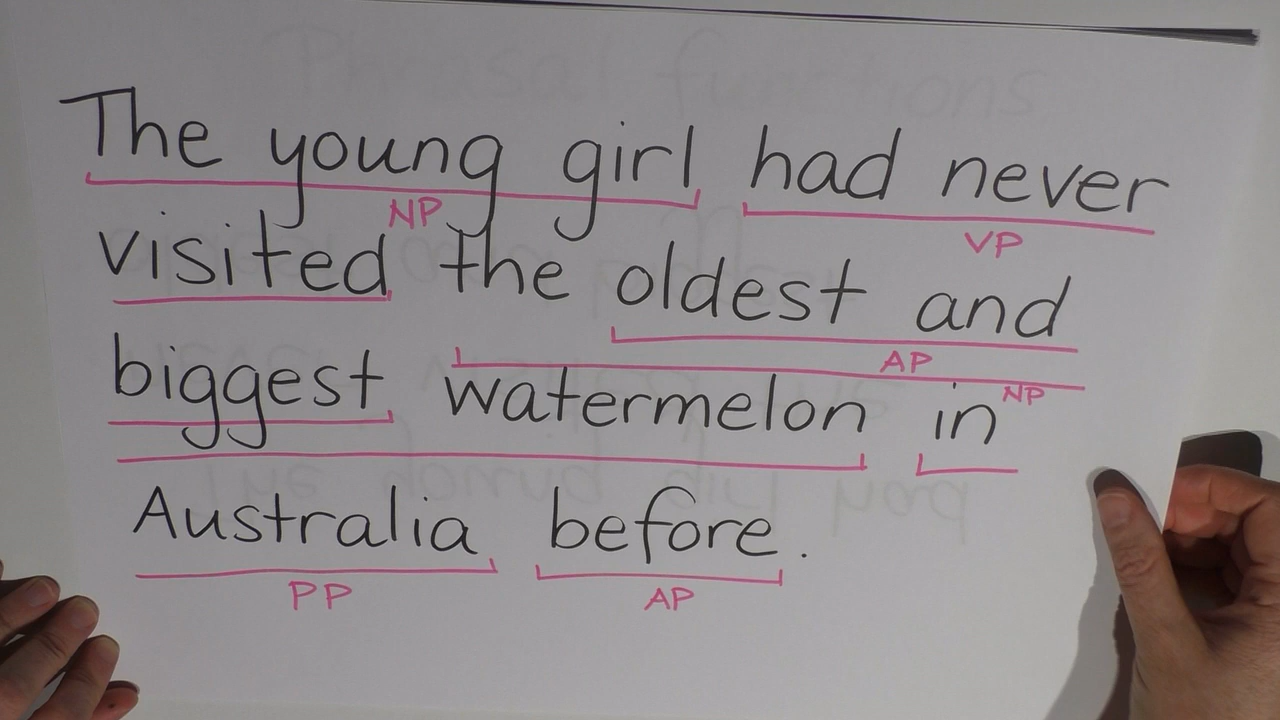 The young girl had never
NP VP
visited the oldest and
AP
biggest watermelon in
NP
Australia before.
PP AP